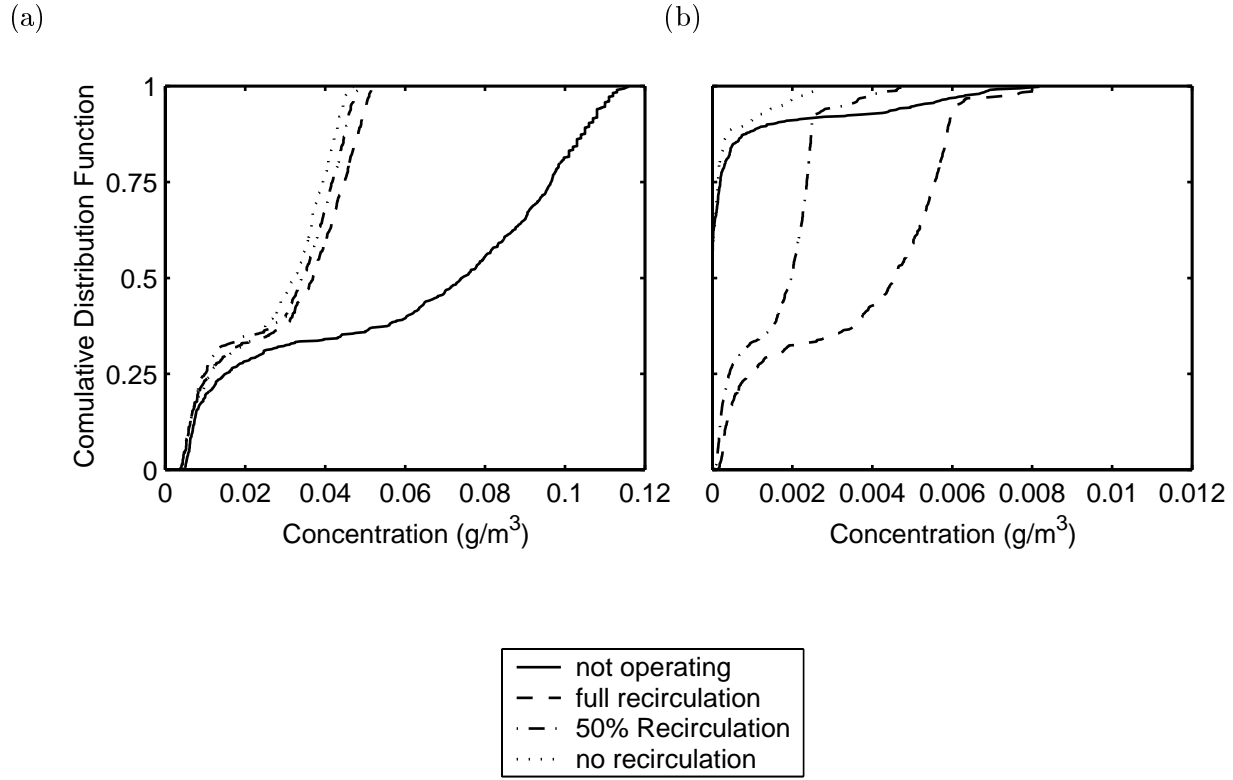 (a)
(b)
Comulative Distribution Function
1
0.75
0.5
0.25
0
0 0.02 0.04 0.06 0.08 0.1 0.12
Concentration (g/m³)
0 0.002 0.004 0.006 0.008 0.01 0.012
Concentration (g/m³)
not operating
full recirculation
50% Recirculation
no recirculation